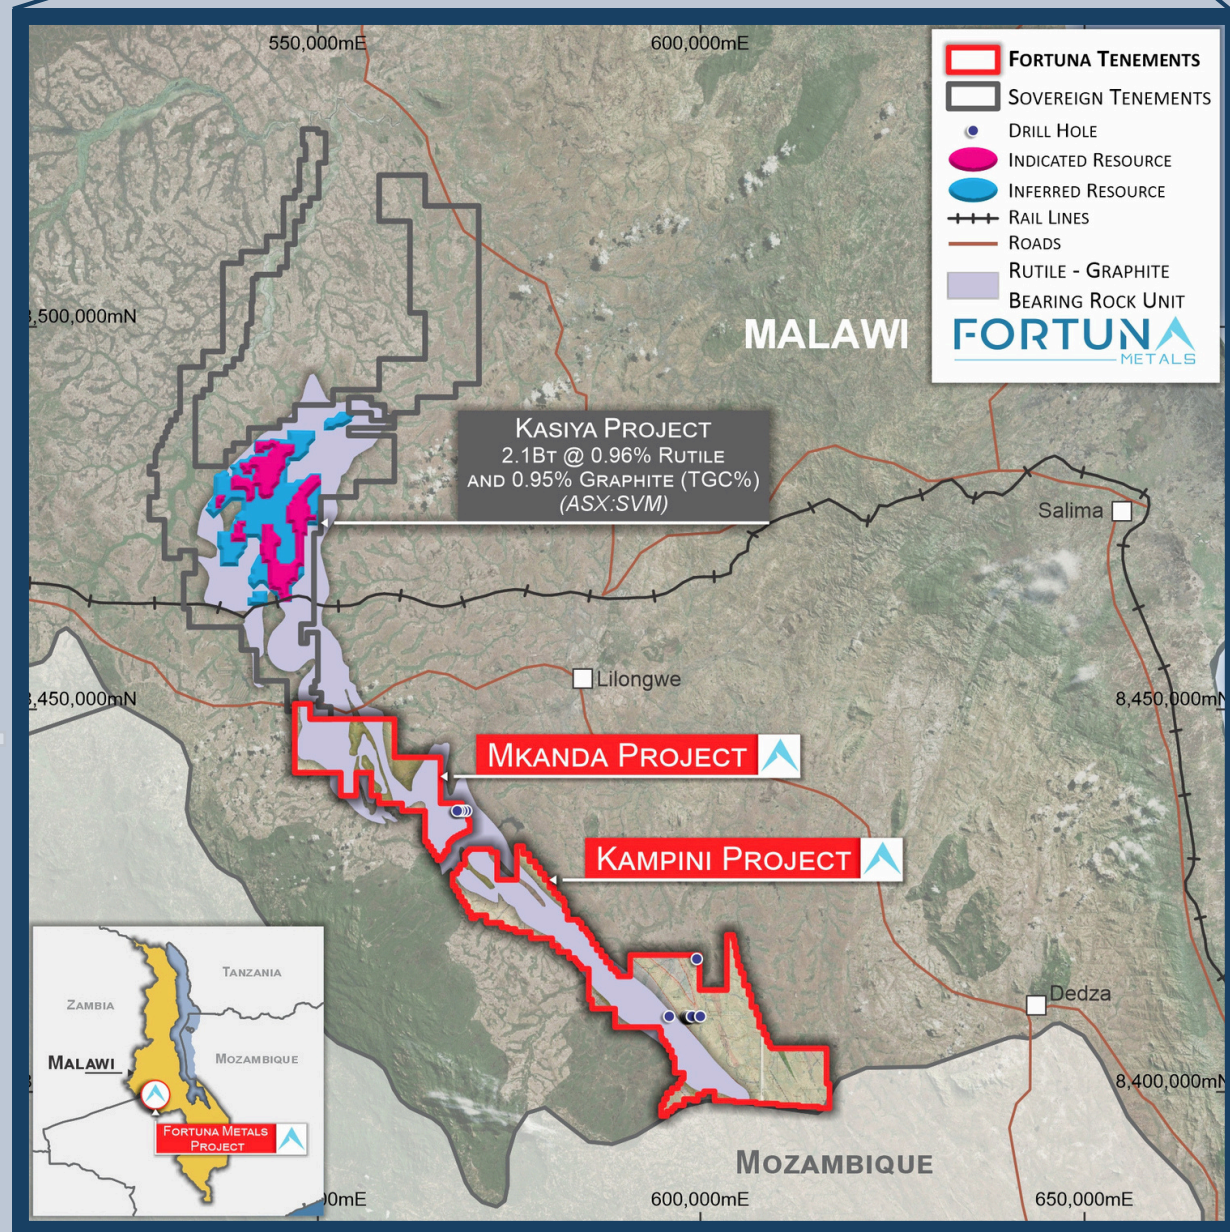 550,000mE
600,000mE
FORTUNA TENEMENTS
SOVEREIGN TENEMENTS
DRILL HOLE
INDICATED RESOURCE
INFERRED RESOURCE
RAIL LINES
ROADS
RUTILE - GRAPHITE
BEARING ROCK UNIT
FORTUNA
METALS
,500,000mN
MALAWI
KASIYA PROJECT
2.1BT @ 0.96% RUTILE
AND 0.95% GRAPHITE (TGC%)
(ASX:SVM)
Salima
Lilongwe
,450,000mN
8,450,000mN
MKANDA PROJECT
KAMPINI PROJECT
Dedza
8,400,000mN
MOZAMBIQUE
00mE
600,000mE
650,000mE
TANZANIA
ZAMBIA
MALAWI
MOZAMBIQUE
FORTUNA METALS
PROJECT